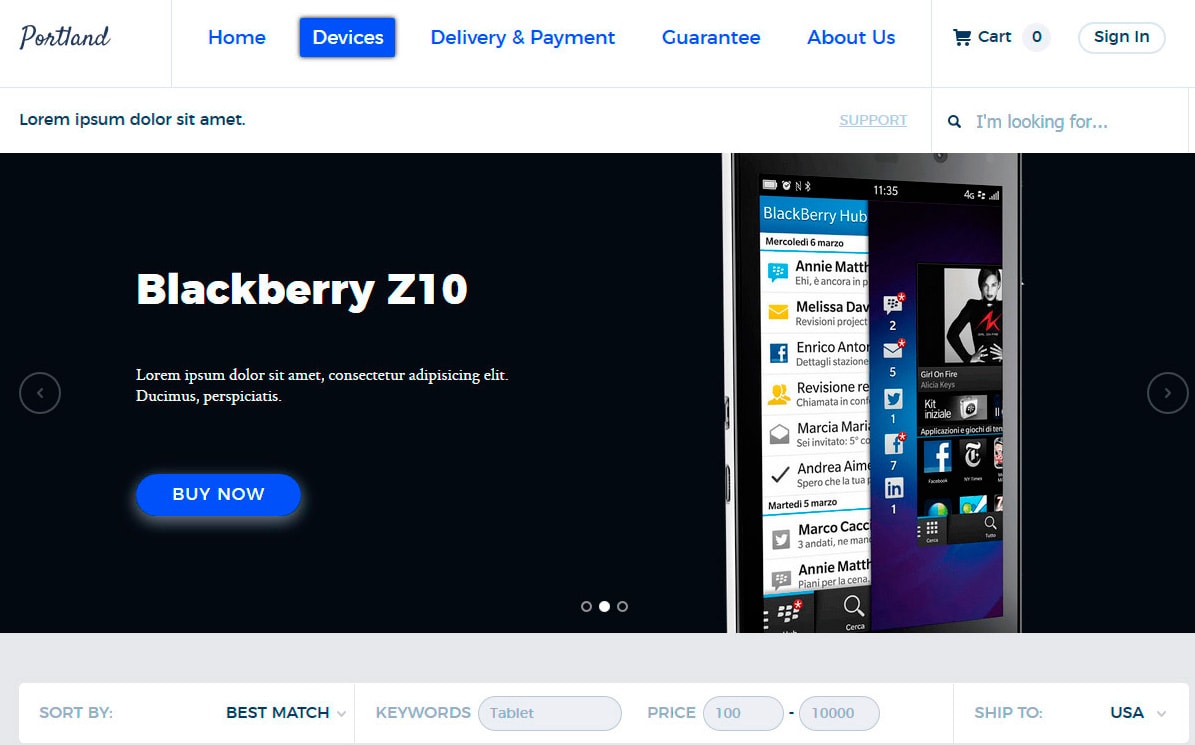 Portland
Home Devices Delivery & Payment Guarantee About Us
Cart 0 Sign In
Lorem ipsum dolor sit amet.
SUPPORT
I'm looking for...
Blackberry Z10
Lorem ipsum dolor sit amet, consectetur adipisicing elit.
Ducimus, perspiciatis.
BUY NOW
11:35
4G
BlackBerry Hub
Mercoledì 6 marzo
Annie Matth
Ehi, è ancora in p
Melissa Dav
Revisioni project
Enrico Anton
Dettagli stazione
Revisione re
Chiamata in conf
Marcia Maria
Sei invitato: 5° co
Andrea Aime
Spero che la tua p
Martedì 5 marzo
Marco Cacci
3 andati, ne man
Annie Matth
Piani per la cena,
Hub
Cerca
2
5
1
7
1
Girl On Fire
Alicia Keys
Kit
iniziale
Il
Applicazioni e giochi di ten
Facebook
NY Times
Cerca
Tutto
SORT BY: BEST MATCH
KEYWORDS Tablet
PRICE 100 - 10000
SHIP TO: USA